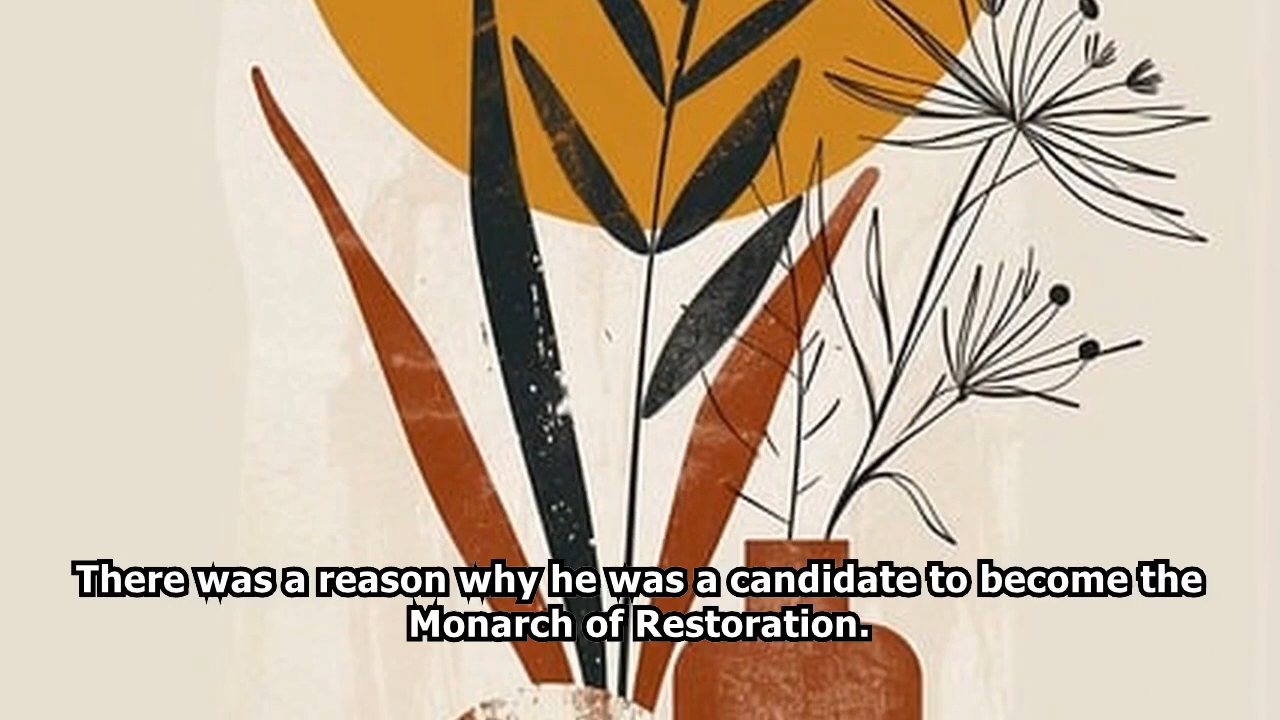 There was a reason why he was a candidate to become the
Monarch of Restoration.